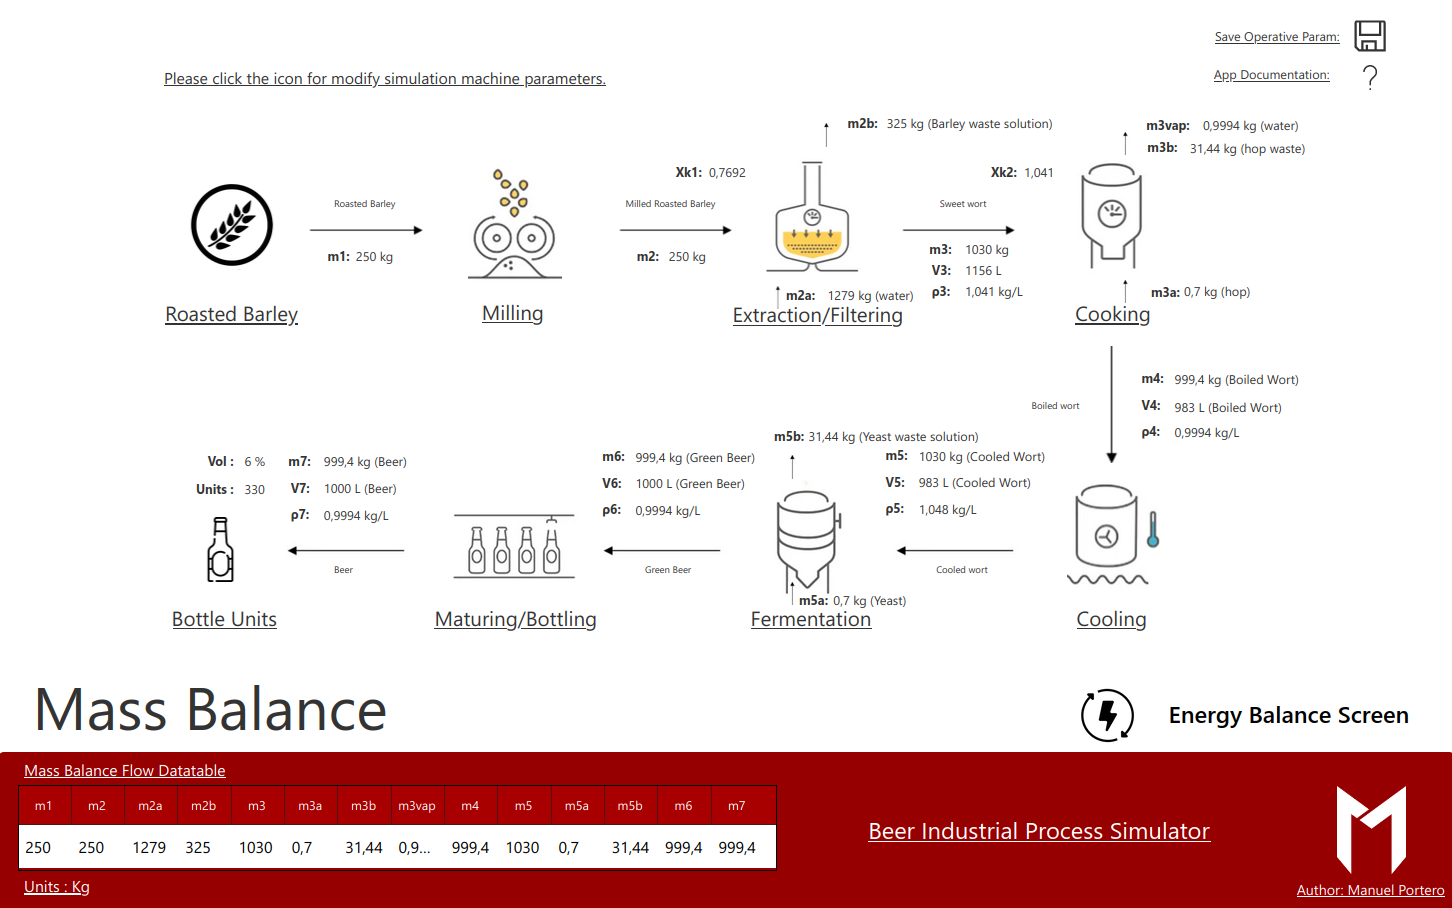 Save Operative Param:
Please click the icon for modify simulation machine parameters.
App Documentation:
?
m2b: 325 kg (Barley waste solution)
m3vap: 0,9994 kg (water)
m3b: 31,44 kg (hop waste)
Xk1: 0,7692
Xk2: 1,041
Roasted Barley
Milled Roasted Barley
Sweet wort
m1: 250 kg
m2: 250 kg
m3: 1030 kg
V3: 1156 L
ρ3: 1,041 kg/L
m2a: 1279 kg (water)
m3a: 0,7 kg (hop)
Roasted Barley
Milling
Extraction/Filtering
Cooking
m4: 999,4 kg (Boiled Wort)
Boiled wort
V4: 983 L (Boiled Wort)
ρ4: 0,9994 kg/L
m5b: 31,44 kg (Yeast waste solution)
Vol : 6 %
m7: 999,4 kg (Beer)
m6: 999,4 kg (Green Beer)
m5: 1030 kg (Cooled Wort)
Units : 330
V7: 1000 L (Beer)
V6: 1000 L (Green Beer)
V5: 983 L (Cooled Wort)
ρ7: 0,9994 kg/L
ρ6: 0,9994 kg/L
ρ5: 1,048 kg/L
Beer
Green Beer
Cooled wort
m5a: 0,7 kg (Yeast)
Bottle Units
Maturing/Bottling
Fermentation
Cooling
Mass Balance
Energy Balance Screen
Mass Balance Flow Datatable
m1 m2 m2a m2b m3 m3a m3b m3vap m4 m5 m5a m5b m6 m7
250 250 1279 325 1030 0,7 31,44 0,9... 999,4 1030 0,7 31,44 999,4 999,4
Units : Kg
Beer Industrial Process Simulator
Author: Manuel Portero